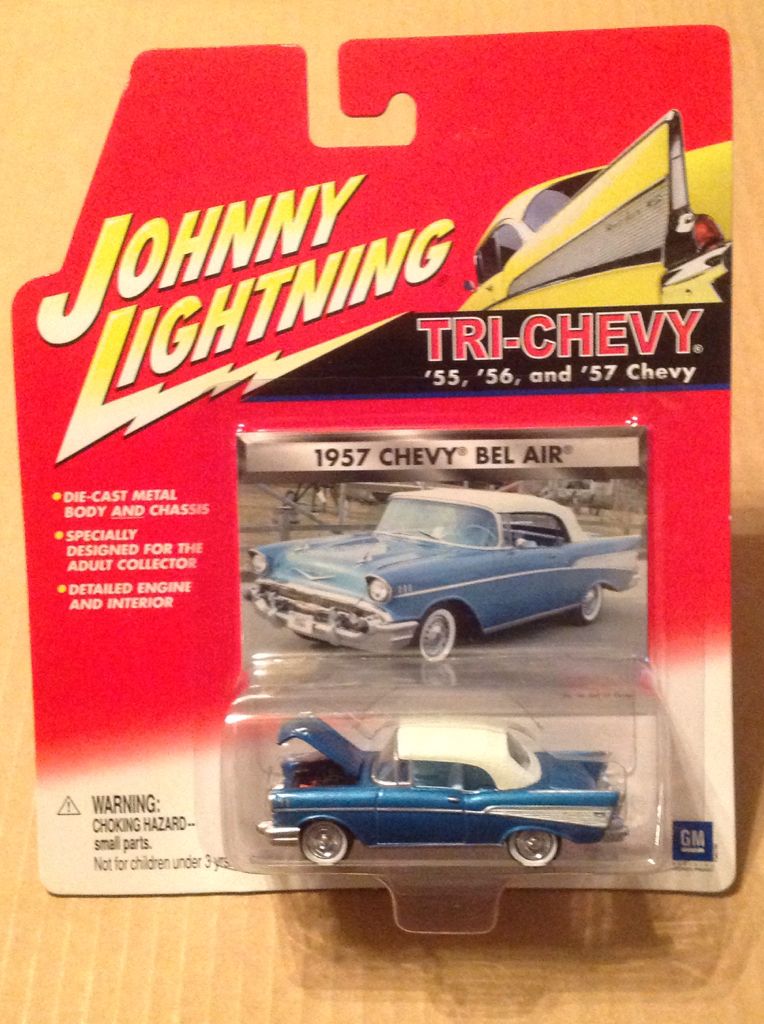 JOHNNY
LIGHTNING
TRI-CHEVY®
'55, '56, and '57 Chevy
1957 CHEVY® BEL AIR®
• DIE-CAST METAL
BODY AND CHASSIS
• SPECIALLY
DESIGNED FOR THE
ADULT COLLECTOR
• DETAILED ENGINE
AND INTERIOR
WARNING:
CHOKING HAZARD--
small parts.
Not for children under 3 yrs.
GM